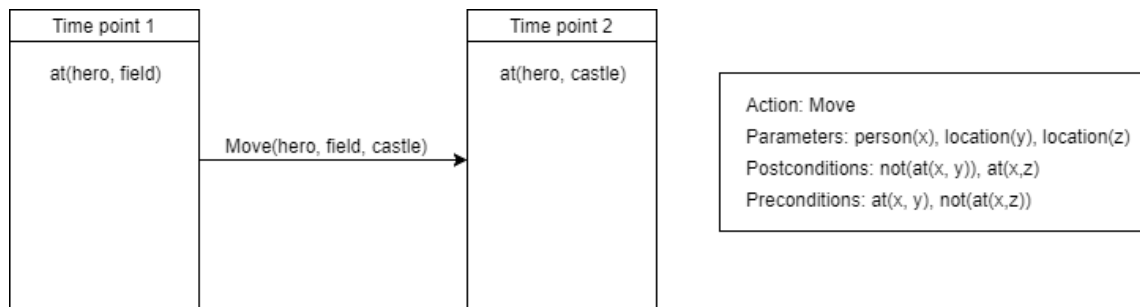 Time point 1
at(hero, field)
Move(hero, field, castle)
Time point 2
at(hero, castle)
Action: Move
Parameters: person(x), location(y), location(z)
Postconditions: not(at(x, y)), at(x,z)
Preconditions: at(x, y), not(at(x,z))